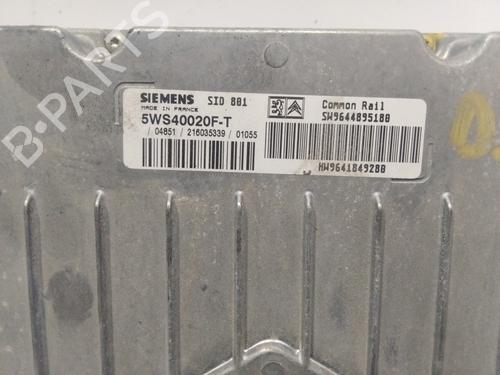 B-PARTS
SIEMENS SID 801
MADE IN FRANCE
5WS40020F-T
/ 04851 / 216035339 / 01055
Common Rail
SW9644895180
HW9641849280